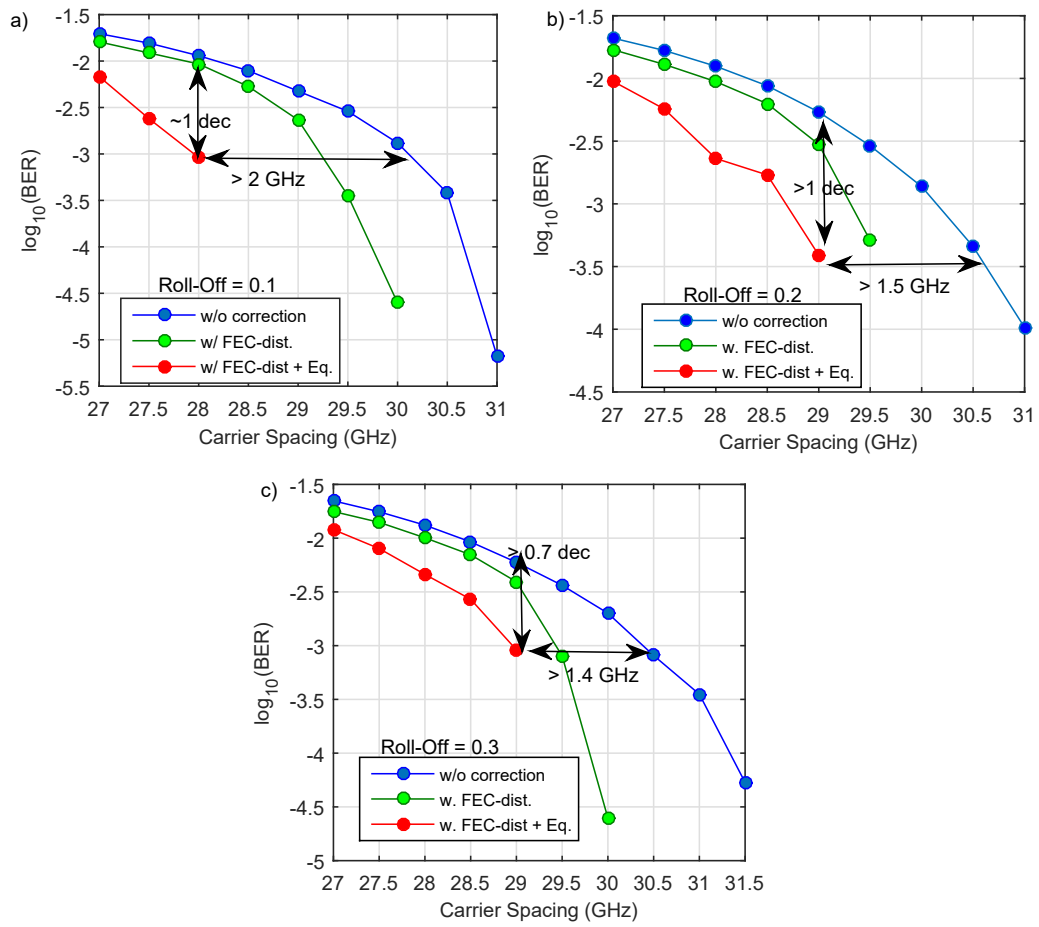 a)
-1.5
-2
-2.5
-3
-3.5
-4
-4.5
-5
-5.5
log10(BER)
~1 dec
> 2 GHz
Roll-Off = 0.1
w/o correction
w/ FEC-dist.
w/ FEC-dist + Eq.
27 27.5 28 28.5 29 29.5 30 30.5 31
Carrier Spacing (GHz)
b)
-1.5
-2
-2.5
-3
-3.5
-4
-4.5
log10(BER)
>1 dec
> 1.5 GHz
Roll-Off = 0.2
w/o correction
w. FEC-dist.
w. FEC-dist + Eq.
27 27.5 28 28.5 29 29.5 30 30.5 31
Carrier Spacing (GHz)
c)
-1.5
-2
-2.5
-3
-3.5
-4
-4.5
-5
log10(BER)
> 0.7 dec
> 1.4 GHz
Roll-Off = 0.3
w/o correction
w. FEC-dist.
w. FEC-dist + Eq.
27 27.5 28 28.5 29 29.5 30 30.5 31 31.5
Carrier Spacing (GHz)